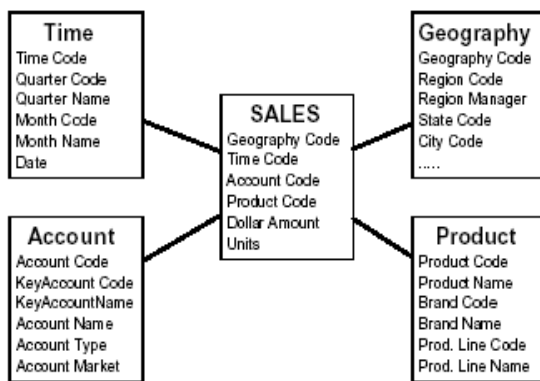 Time
Time Code
Quarter Code
Quarter Name
Month Code
Month Name
Date
Geography
Geography Code
Region Code
Region Manager
State Code
City Code
.....
SALES
Geography Code
Time Code
Account Code
Product Code
Dollar Amount
Units
Account
Account Code
KeyAccount Code
KeyAccountName
Account Name
Account Type
Account Market
Product
Product Code
Product Name
Brand Code
Brand Name
Prod. Line Code
Prod. Line Name